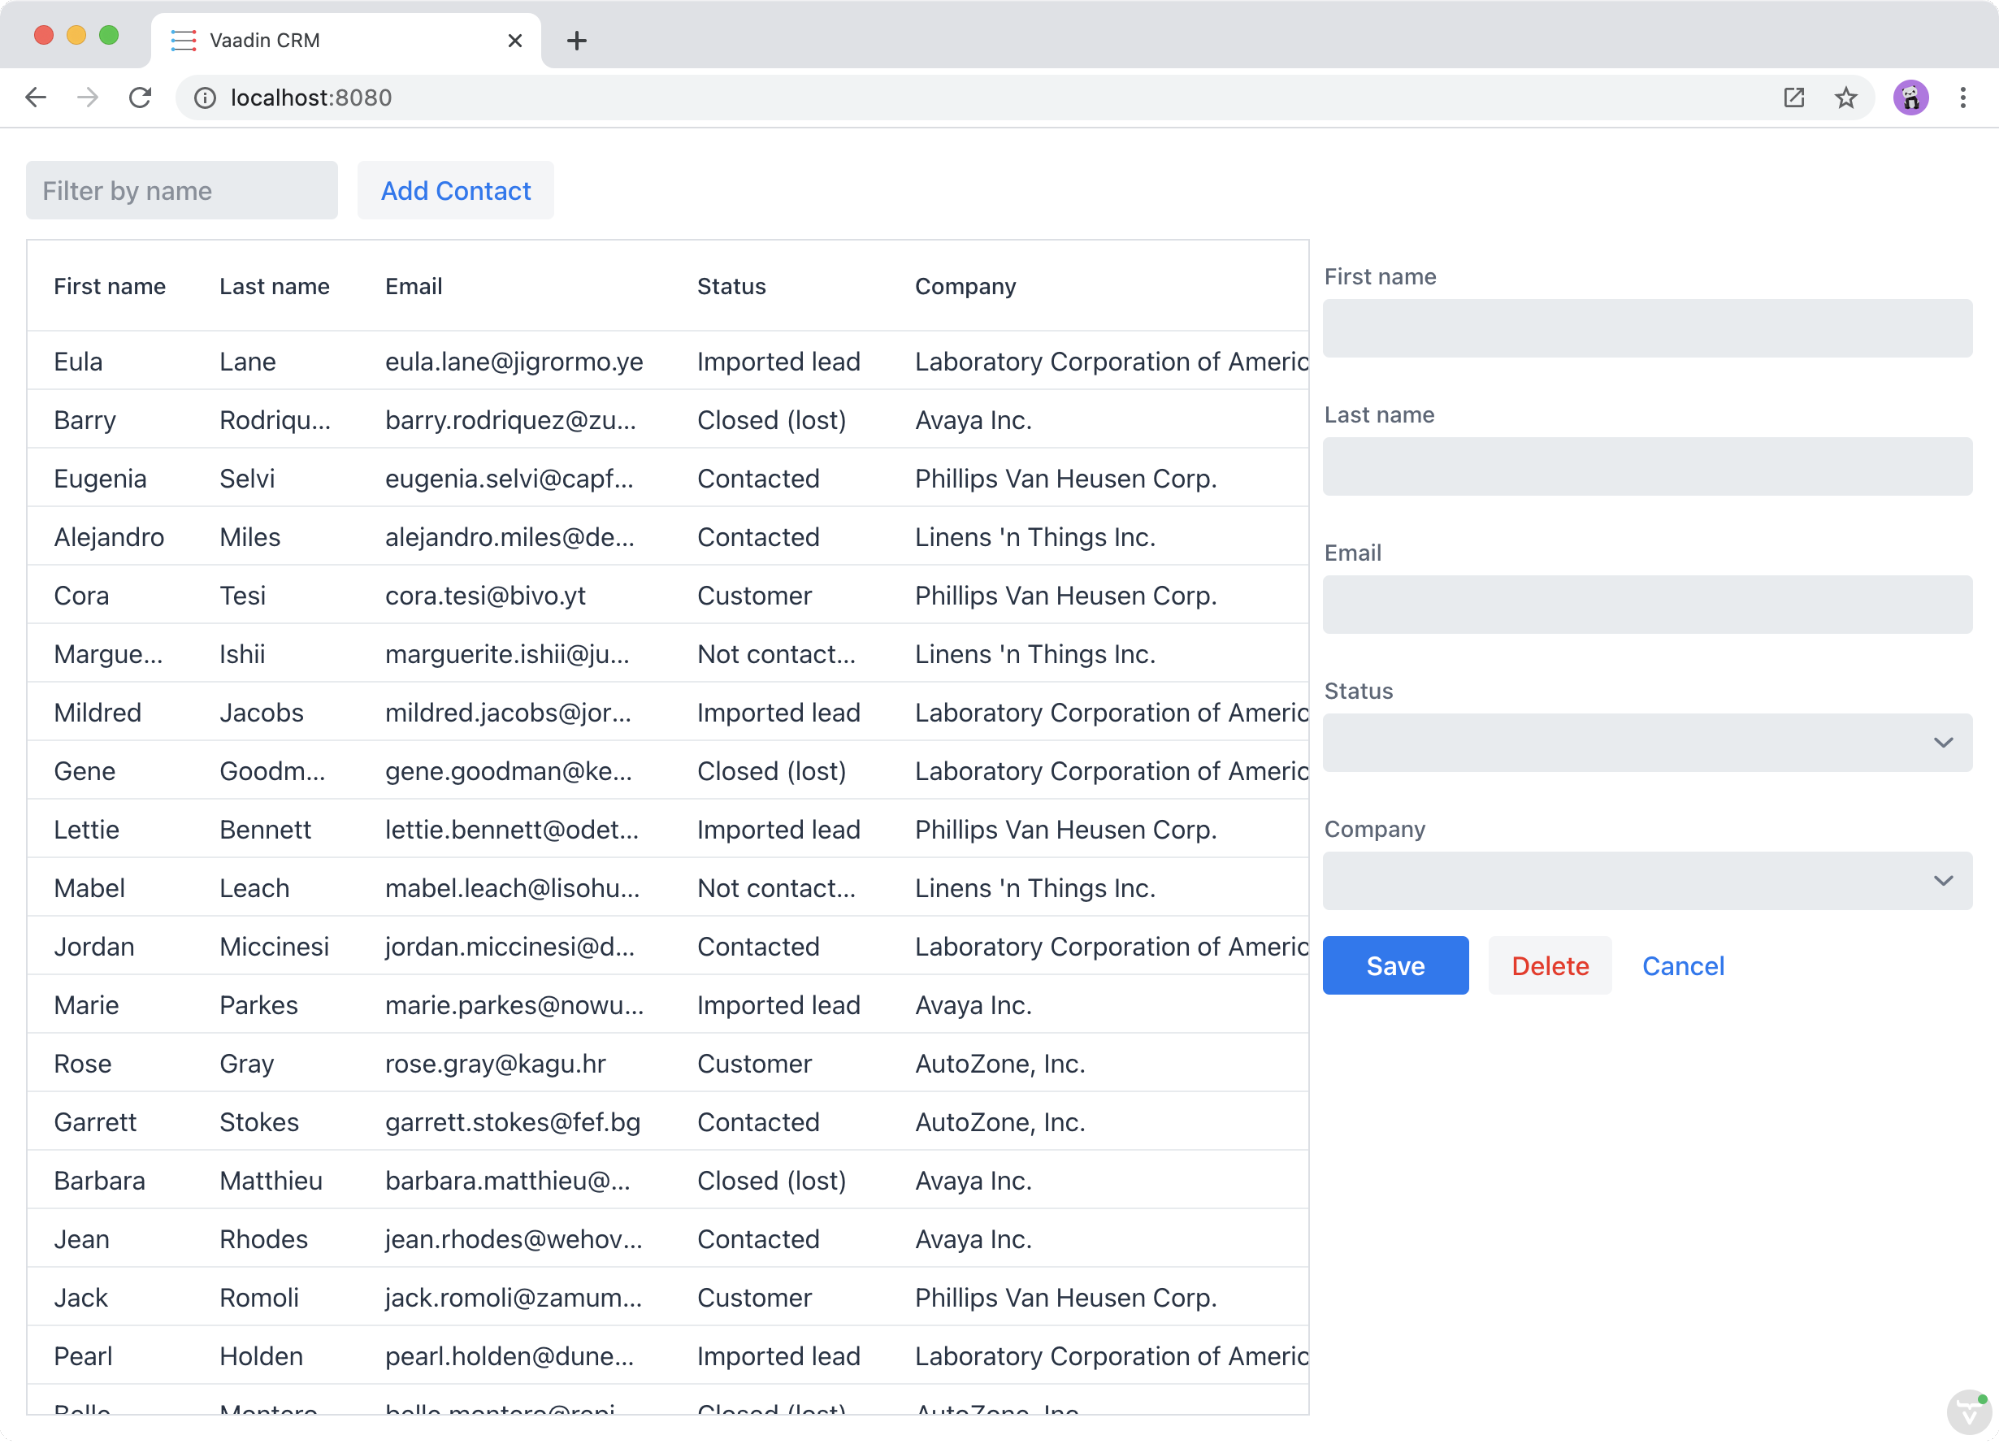 Vaadin CRM
localhost:8080
Filter by name Add Contact
First name Last name Email Status Company
Eula Lane eula.lane@jigrormo.ye Imported lead Laboratory Corporation of Americ
Barry Rodriqu... barry.rodriquez@zu... Closed (lost) Avaya Inc.
Eugenia Selvi eugenia.selvi@capf... Contacted Phillips Van Heusen Corp.
Alejandro Miles alejandro.miles@de... Contacted Linens 'n Things Inc.
Cora Tesi cora.tesi@bivo.yt Customer Phillips Van Heusen Corp.
Margue... Ishii marguerite.ishii@ju... Not contact... Linens 'n Things Inc.
Mildred Jacobs mildred.jacobs@jor... Imported lead Laboratory Corporation of Americ
Gene Goodm... gene.goodman@ke... Closed (lost) Laboratory Corporation of Americ
Lettie Bennett lettie.bennett@odet... Imported lead Phillips Van Heusen Corp.
Mabel Leach mabel.leach@lisohu... Not contact... Linens 'n Things Inc.
Jordan Miccinesi jordan.miccinesi@d... Contacted Laboratory Corporation of Americ
Marie Parkes marie.parkes@nowu... Imported lead Avaya Inc.
Rose Gray rose.gray@kagu.hr Customer AutoZone, Inc.
Garrett Stokes garrett.stokes@fef.bg Contacted AutoZone, Inc.
Barbara Matthieu barbara.matthieu@... Closed (lost) Avaya Inc.
Jean Rhodes jean.rhodes@wehov... Contacted Avaya Inc.
Jack Romoli jack.romoli@zamum... Customer Phillips Van Heusen Corp.
Pearl Holden pearl.holden@dune... Imported lead Laboratory Corporation of Americ
Closed (lost) AutoZone, Inc.
First name
Last name
Email
Status
Company
Save Delete Cancel